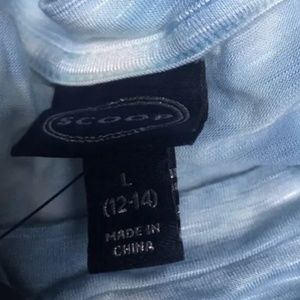 SCOOP
L
(12-14)
MADE IN
CHINA